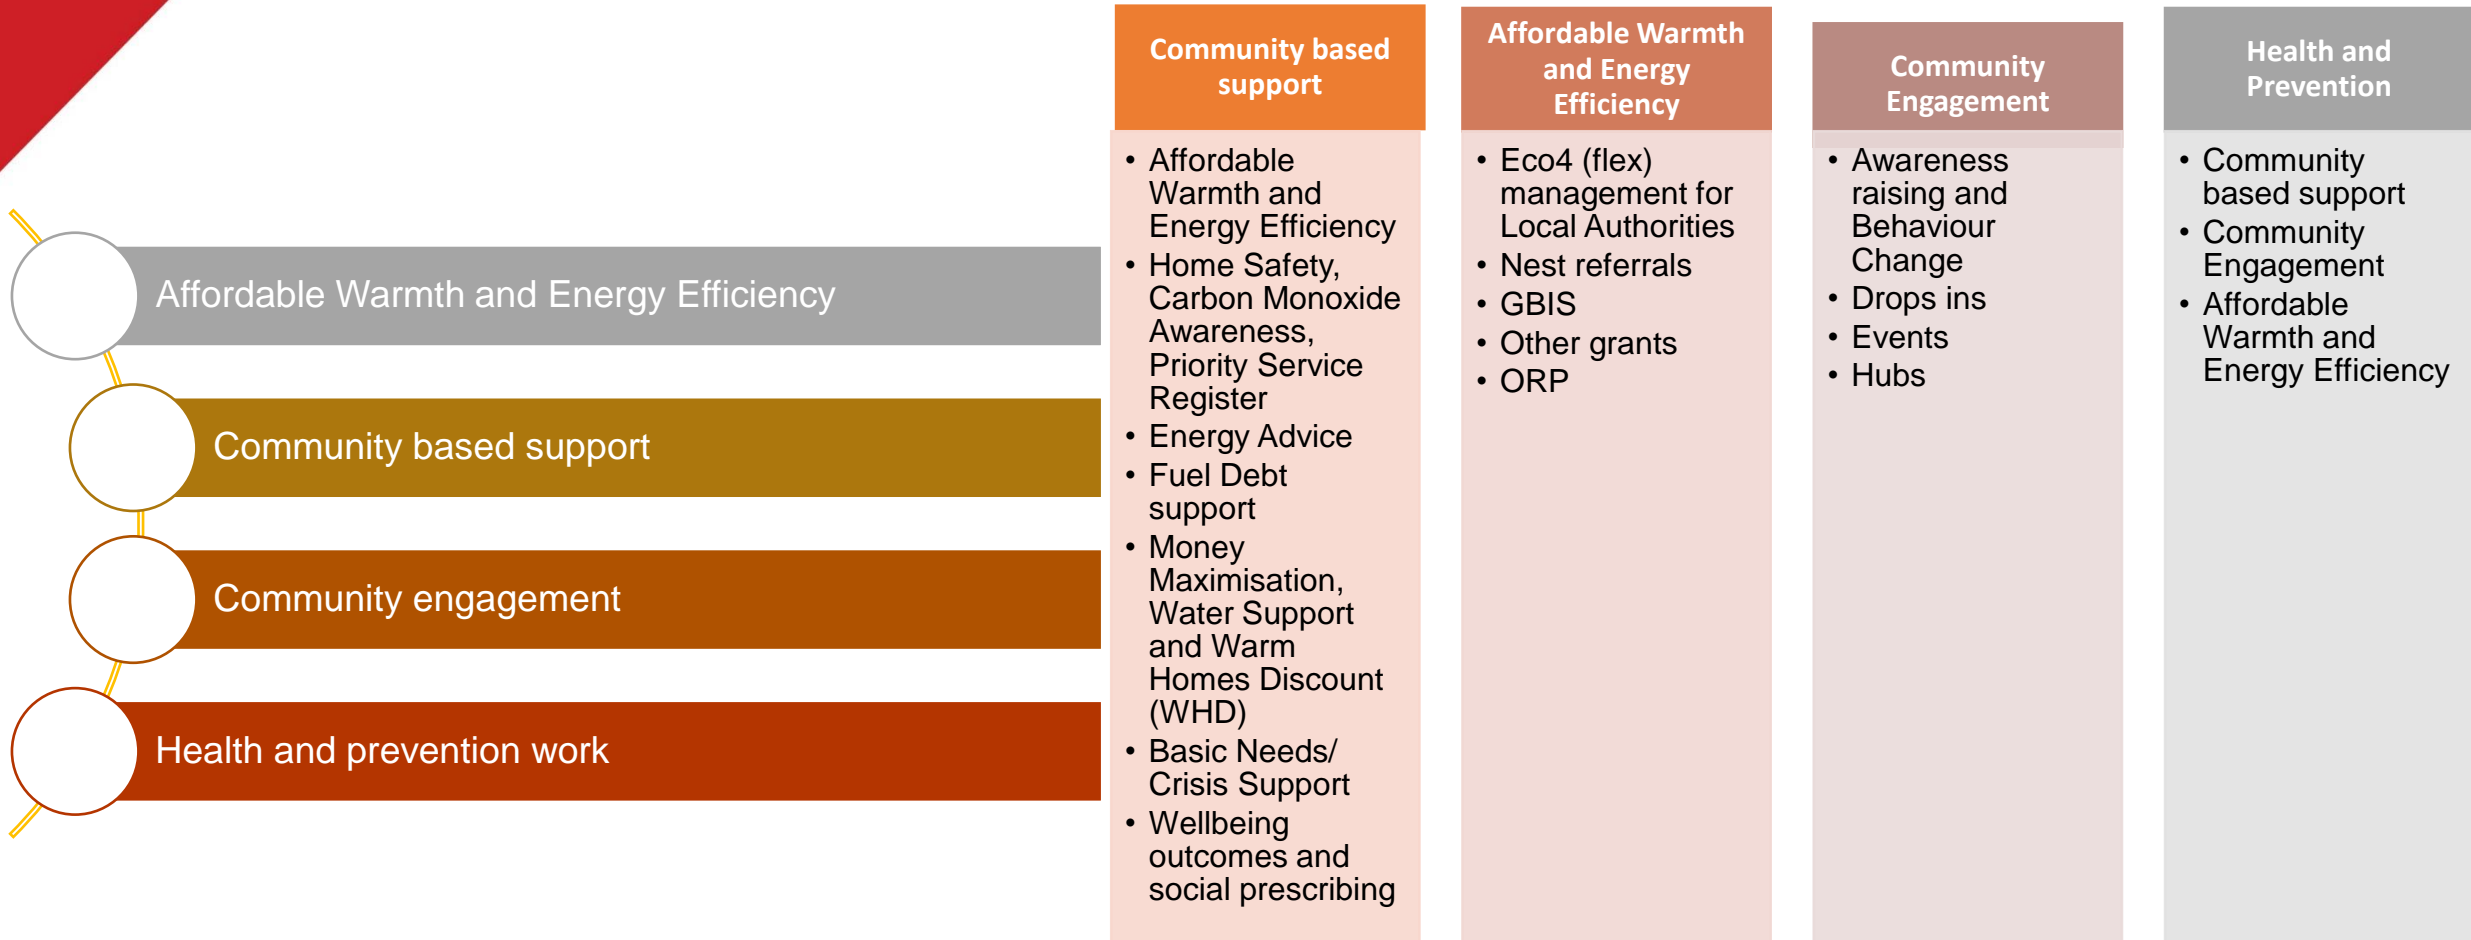 Affordable Warmth and Energy Efficiency
Community based support
Community engagement
Health and prevention work
Community based
support
• Affordable
Warmth and
Energy Efficiency
• Home Safety,
Carbon Monoxide
Awareness,
Priority Service
Register
• Energy Advice
• Fuel Debt
support
• Money
Maximisation,
Water Support
and Warm
Homes Discount
(WHD)
• Basic Needs/
Crisis Support
• Wellbeing
outcomes and
social prescribing
Affordable Warmth
and Energy
Efficiency
• Eco4 (flex)
management for
Local Authorities
• Nest referrals
• GBIS
• Other grants
• ORP
Community
Engagement
• Awareness
raising and
Behaviour
Change
• Drops ins
• Events
• Hubs
Health and
Prevention
• Community
based support
• Community
Engagement
• Affordable
Warmth and
Energy Efficiency